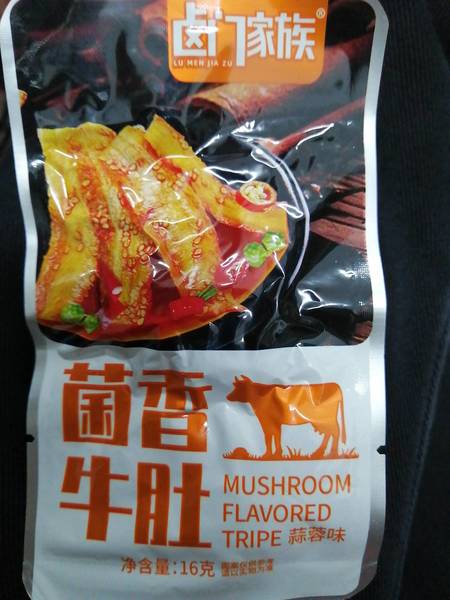 卤门家族®
LU MEN JIA ZU
菌香
牛肚
MUSHROOM
FLAVORED
TRIPE 蒜蓉味
净含量:16克